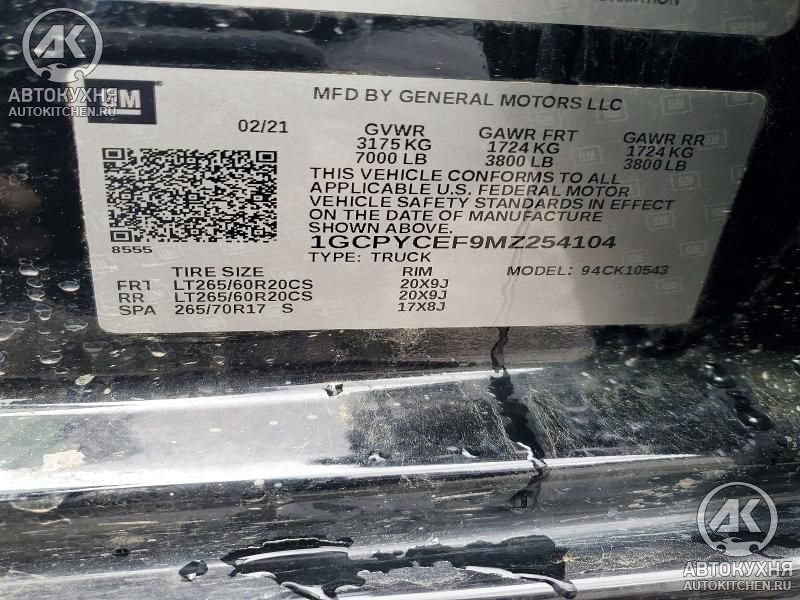 ORMATION
AK
АВТОКУХНЯ
AUTOKITCHEN.RU
GM
MFD BY GENERAL MOTORS LLC
02/21
GVWR GAWR FRT GAWR RR
3175 KG 1724 KG 1724 KG
7000 LB 3800 LB 3800 LB
THIS VEHICLE CONFORMS TO ALL
APPLICABLE U.S. FEDERAL MOTOR
VEHICLE SAFETY STANDARDS IN EFFECT
ON THE DATE OF MANUFACTURE
SHOWN ABOVE.
8555
1GCPYCEF9MZ254104
TYPE: TRUCK MODEL: 94CK10543
TIRE SIZE RIM
FRT LT265/60R20CS 20X9J
RR LT265/60R20CS 20X9J
SPA 265/70R17 S 17X8J
AK
АВТОКУХНЯ
AUTOKITCHEN.RU